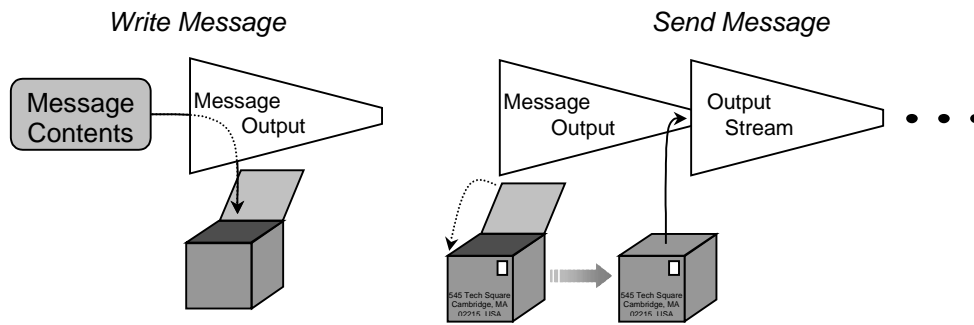 Write Message
Send Message
Message
Contents
Message
Output
Message
Output
Output
Stream
545 Tech Square
Cambridge, MA
02215, USA
545 Tech Square
Cambridge, MA
02215, USA